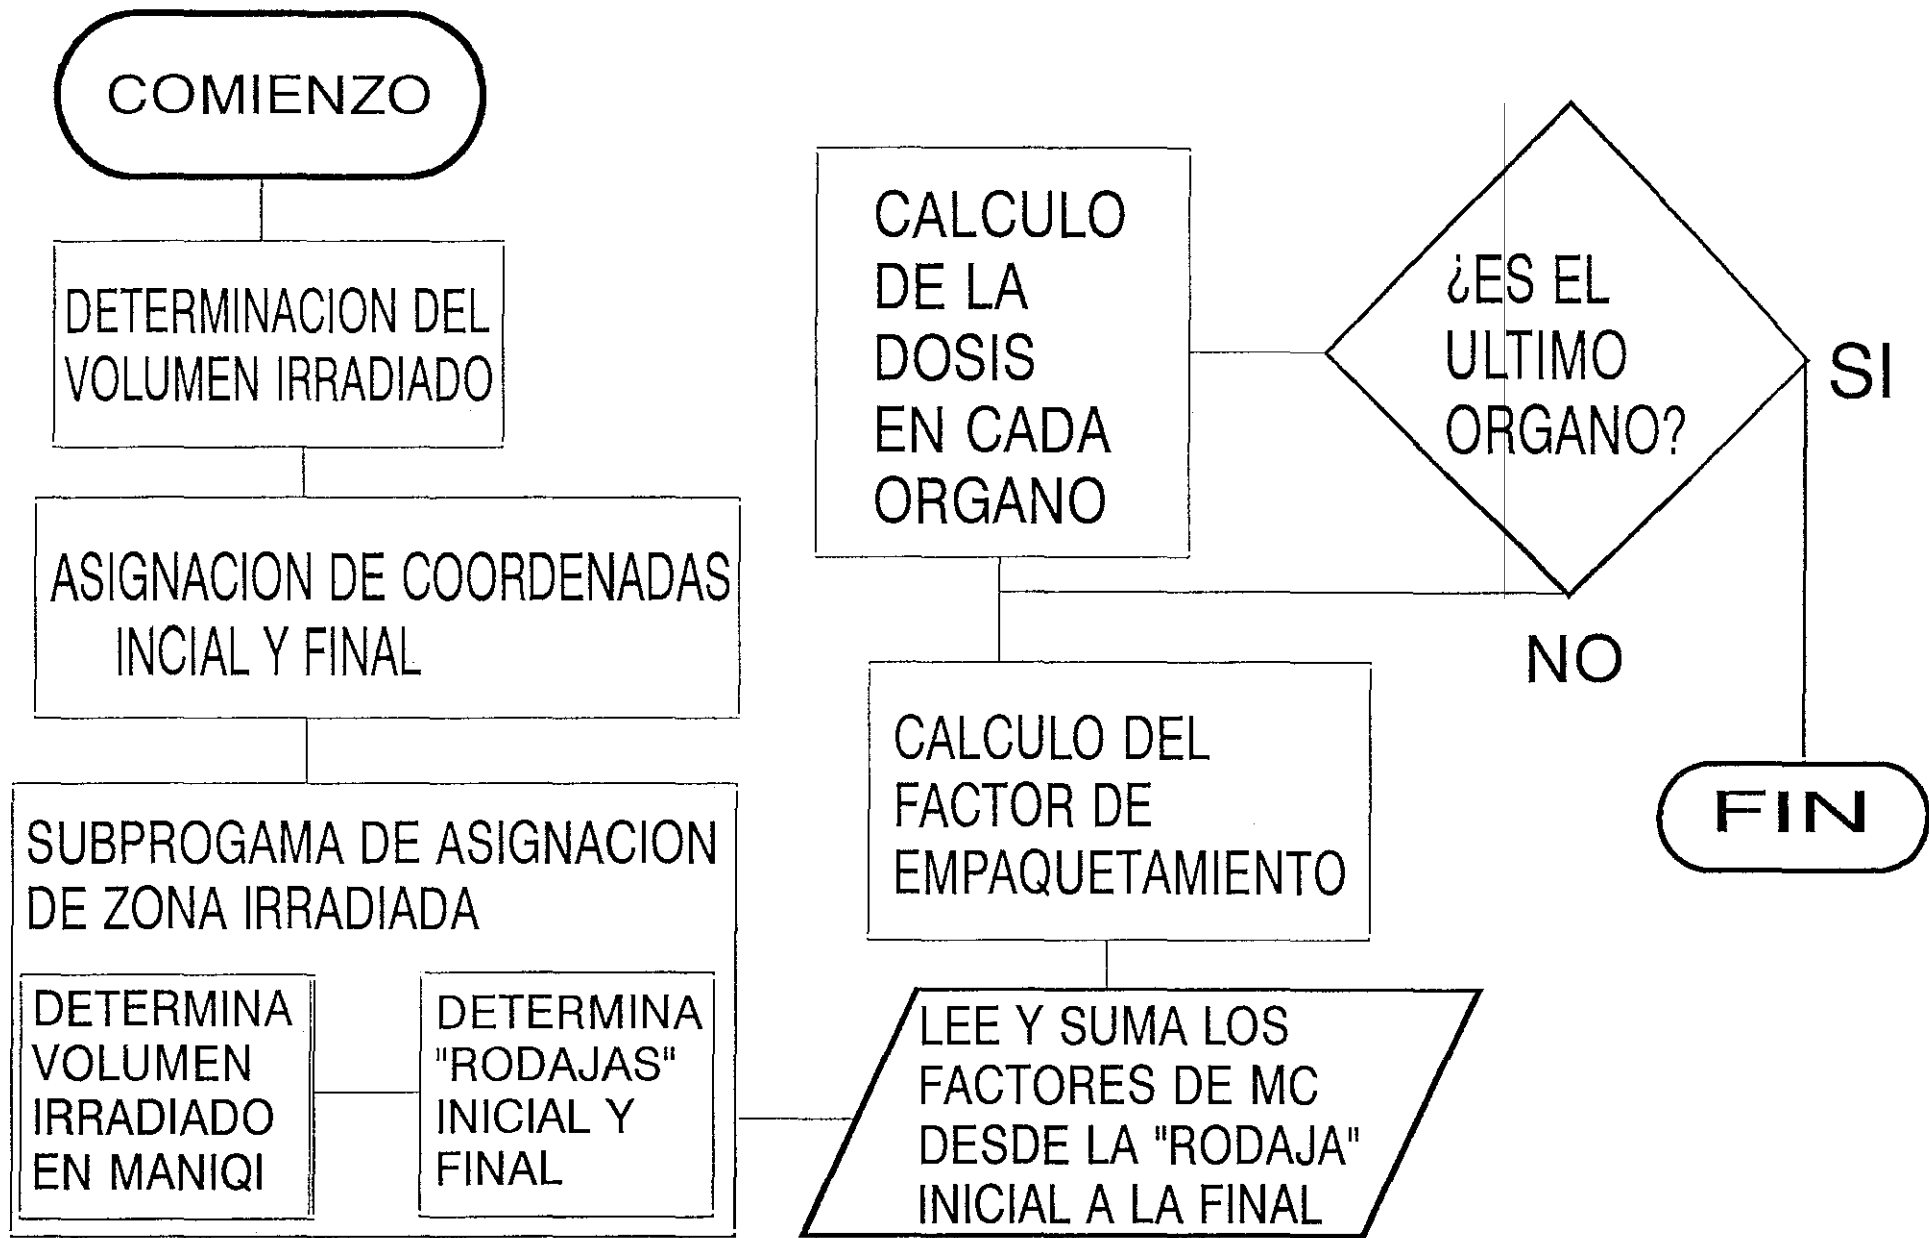 COMIENZO
DETERMINACION DEL
VOLUMEN IRRADIADO
ASIGNACION DE COORDENADAS
INCIAL Y FINAL
SUBPROGAMA DE ASIGNACION
DE ZONA IRRADIADA
DETERMINA
VOLUMEN
IRRADIADO
EN MANIQI
DETERMINA
"RODAJAS"
INICIAL Y
FINAL
LEE Y SUMA LOS
FACTORES DE MC
DESDE LA "RODAJA"
INICIAL A LA FINAL
CALCULO DEL
FACTOR DE
EMPAQUETAMIENTO
CALCULO
DE LA
DOSIS
EN CADA
ORGANO
¿ES EL
ULTIMO
ORGANO?
SI
NO
FIN